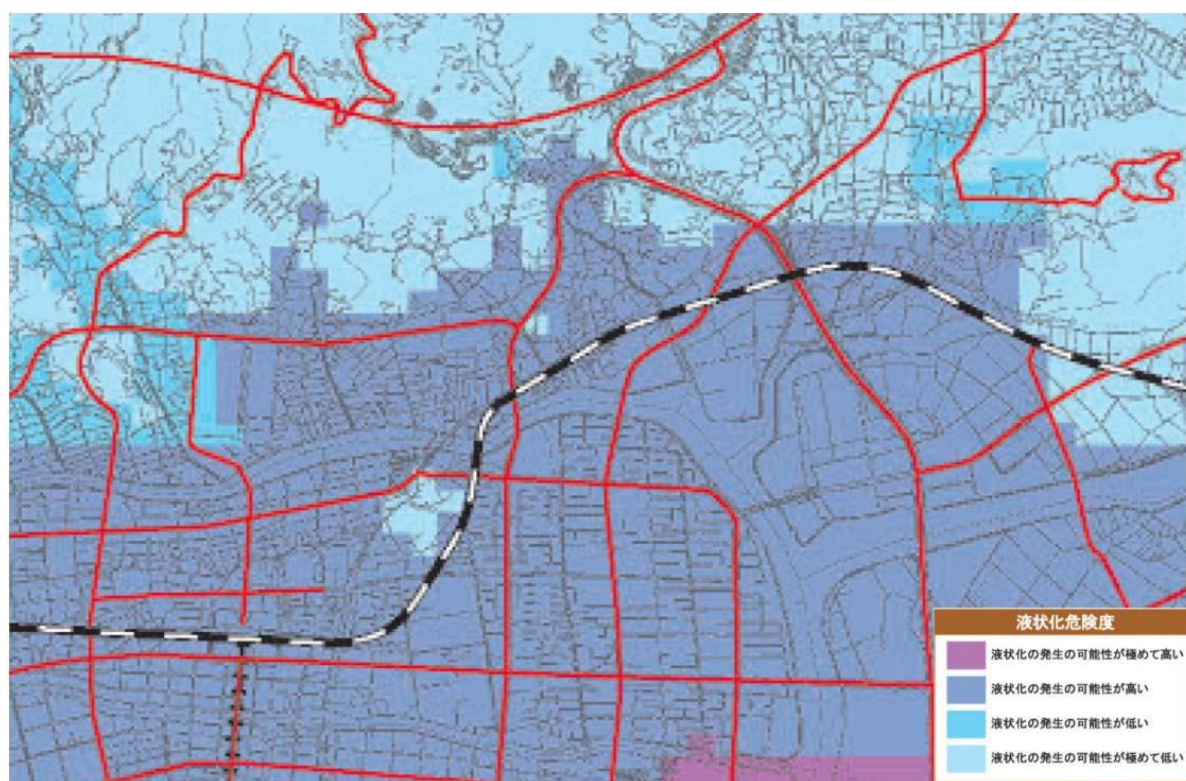 液状化危険度
液状化の発生の可能性が極めて高い
液状化の発生の可能性が高い
液状化の発生の可能性が低い
液状化の発生の可能性が極めて低い